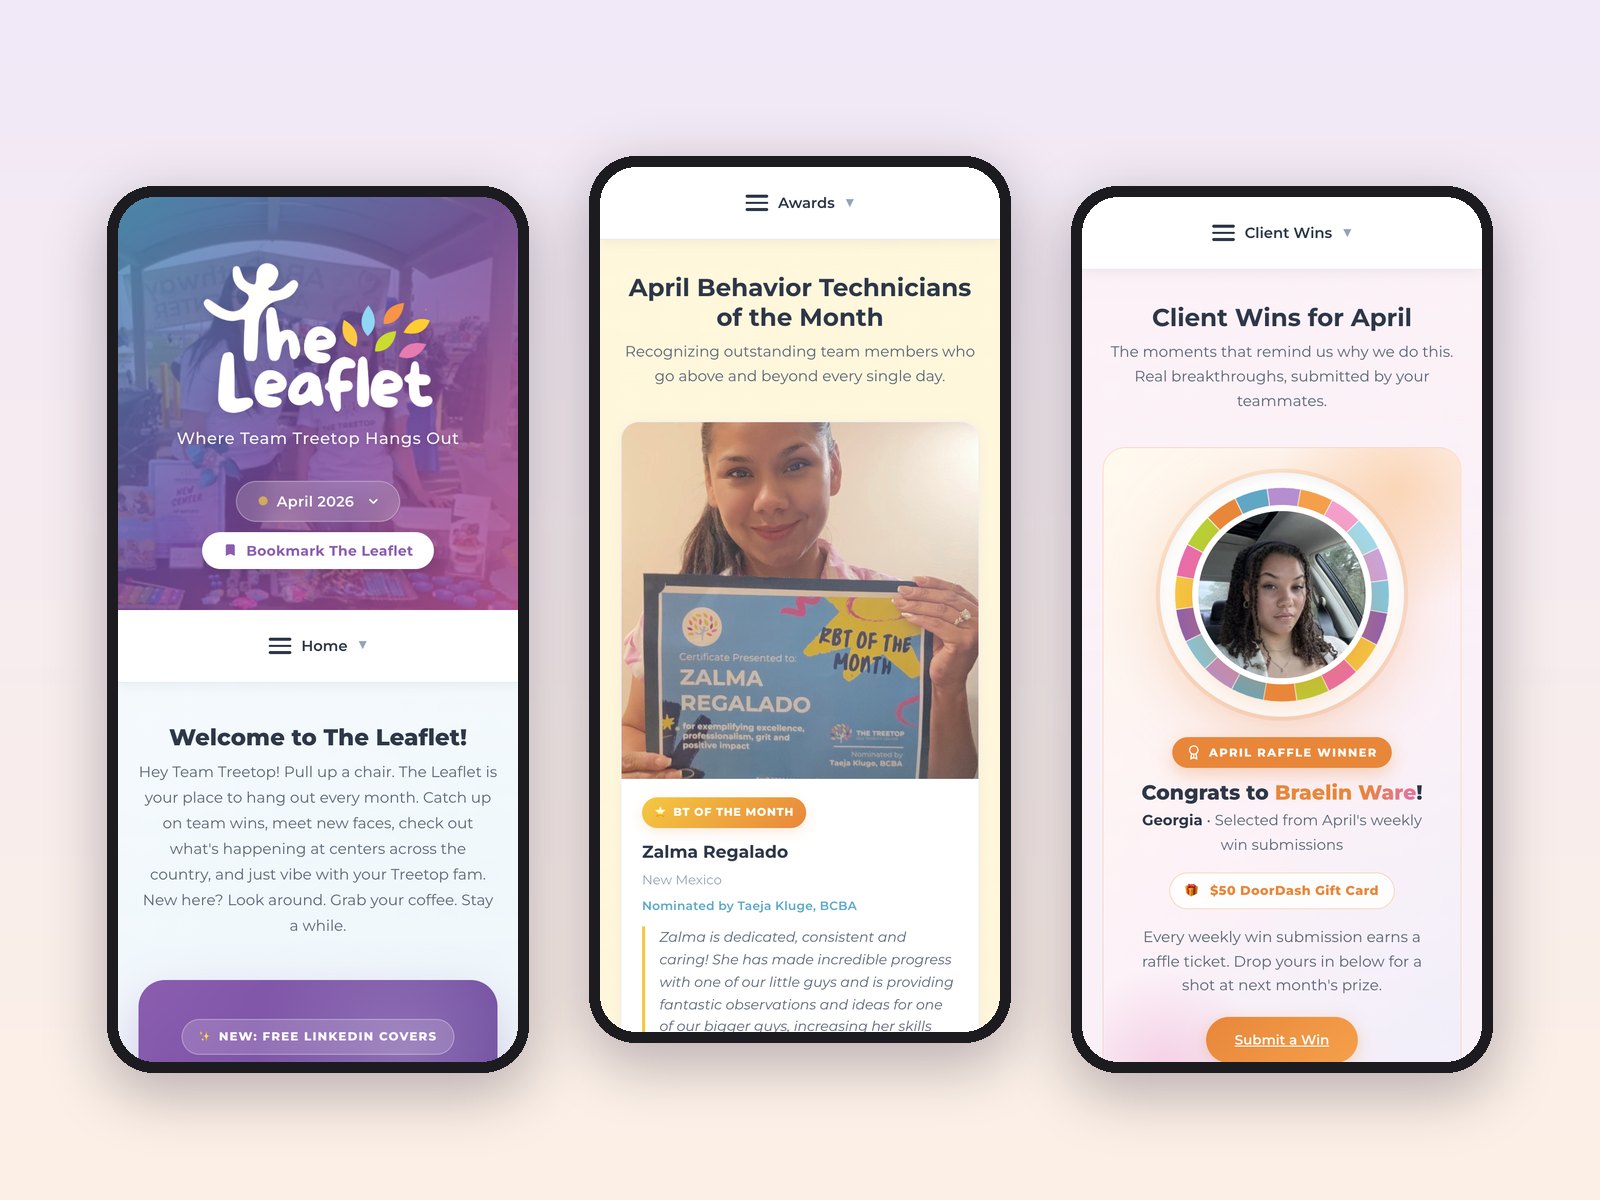 The
Leaflet
Where Team Treetop Hangs Out
April 2026
Bookmark The Leaflet
Home
Welcome to The Leaflet!
Hey Team Treetop! Pull up a chair. The Leaflet is
your place to hang out every month. Catch up
on team wins, meet new faces, check out
what's happening at centers across the
country, and just vibe with your Treetop fam.
New here? Look around. Grab your coffee. Stay
a while.
NEW: FREE LINKEDIN COVERS
Awards
April Behavior Technicians
of the Month
Recognizing outstanding team members who
go above and beyond every single day.
RBT OF THE
MONTH
Certificate Presented to:
ZALMA
REGALADO
for exemplifying excellence,
professionalism, grit and
positive impact
THE TREETOP
Nominated by
Taeja Kluge, BCBA
BT OF THE MONTH
Zalma Regalado
New Mexico
Nominated by Taeja Kluge, BCBA
Zalma is dedicated, consistent and
caring! She has made incredible progress
with one of our little guys and is providing
fantastic observations and ideas for one
of our bigger guys, increasing her skills
Client Wins
Client Wins for April
The moments that remind us why we do this.
Real breakthroughs, submitted by your
teammates.
APRIL RAFFLE WINNER
Congrats to Braelin Ware!
Georgia · Selected from April's weekly
win submissions
$50 DoorDash Gift Card
Every weekly win submission earns a
raffle ticket. Drop yours in below for a
shot at next month's prize.
Submit a Win